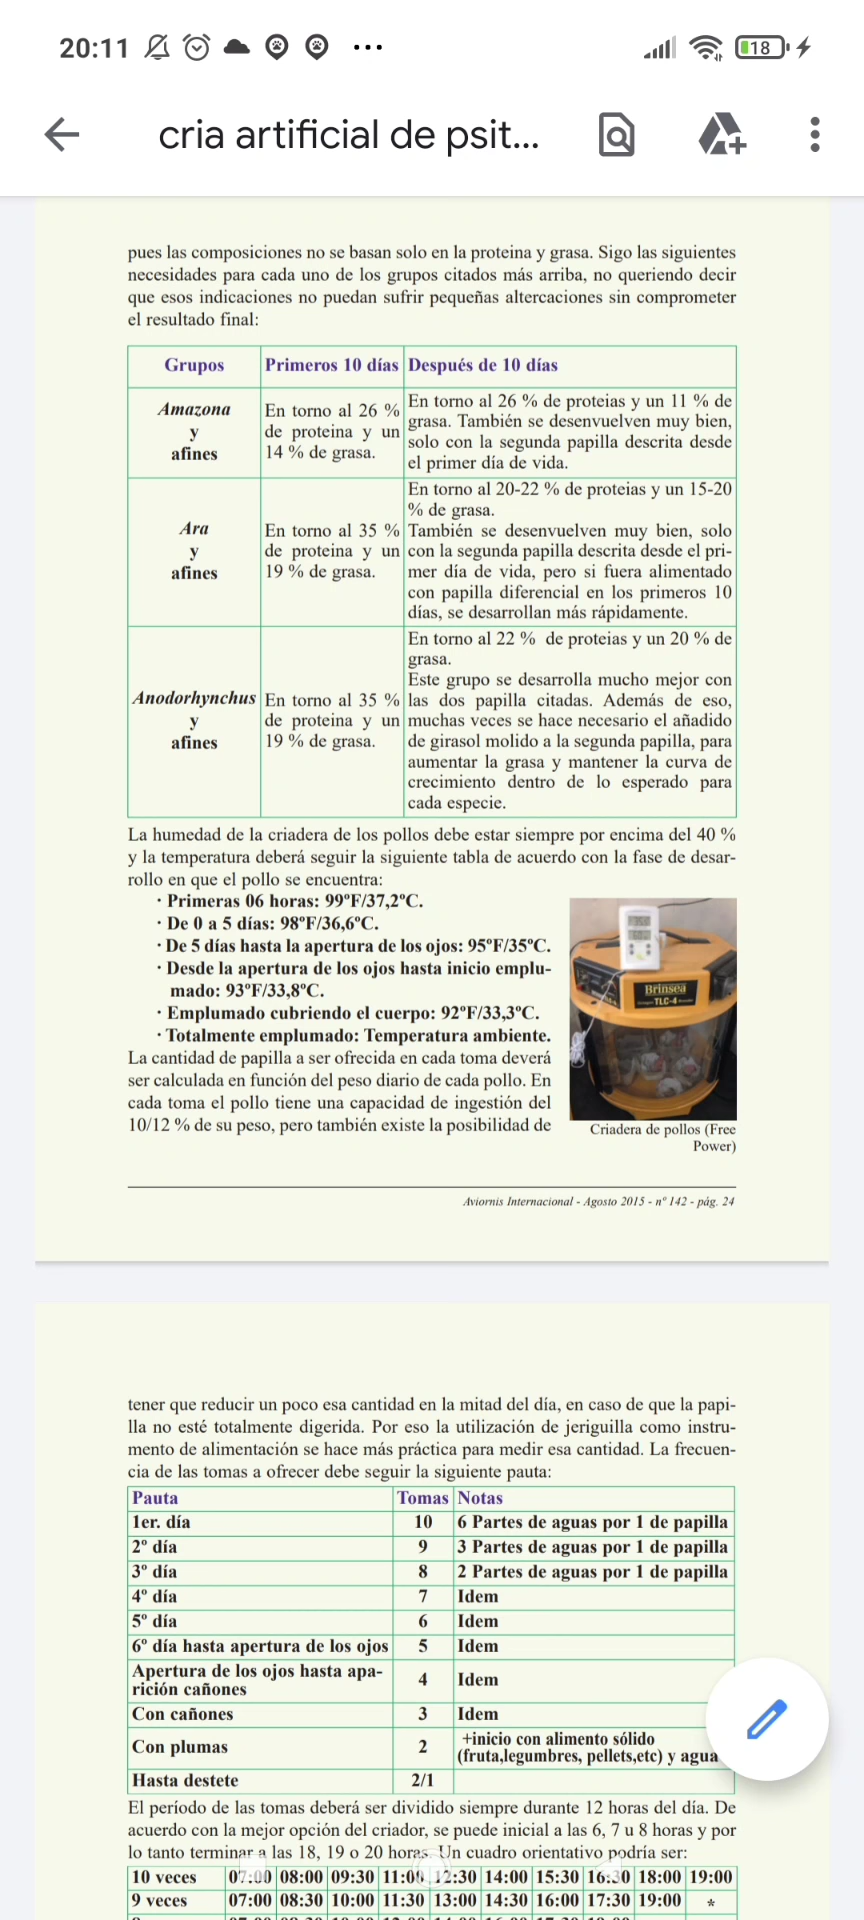 20:11
18
cria artificial de psit...
pues las composiciones no se basan solo en la proteina y grasa. Sigo las siguientes
necesidades para cada uno de los grupos citados más arriba, no queriendo decir
que esos indicaciones no puedan sufrir pequeñas altercaciones sin comprometer
el resultado final:
Grupos Primeros 10 días Después de 10 días
Amazona
y
afines
En torno al 26 %
de proteina y un
14 % de grasa.
En torno al 26 % de proteias y un 11 % de
grasa. También se desenvuelven muy bien,
solo con la segunda papilla descrita desde
el primer día de vida.
Ara
y
afines
En torno al 35 %
de proteina y un
19 % de grasa.
En torno al 20-22 % de proteias y un 15-20
% de grasa.
También se desenvuelven muy bien, solo
con la segunda papilla descrita desde el pri-
mer día de vida, pero si fuera alimentado
con papilla diferencial en los primeros 10
días, se desarrollan más rápidamente.
Anodorhynchus
y
afines
En torno al 35 %
de proteina y un
19 % de grasa.
En torno al 22 % de proteias y un 20 % de
grasa.
Este grupo se desarrolla mucho mejor con
las dos papilla citadas. Además de eso,
muchas veces se hace necesario el añadido
de girasol molido a la segunda papilla, para
aumentar la grasa y mantener la curva de
crecimiento dentro de lo esperado para
cada especie.
La humedad de la criadera de los pollos debe estar siempre por encima del 40 %
y la temperatura deberá seguir la siguiente tabla de acuerdo con la fase de desar-
rollo en que el pollo se encuentra:
· Primeras 06 horas: 99ºF/37,2ºC.
· De 0 a 5 días: 98ºF/36,6ºC.
· De 5 días hasta la apertura de los ojos: 95ºF/35ºC.
· Desde la apertura de los ojos hasta inicio emplu-
mado: 93ºF/33,8ºC.
· Emplumado cubriendo el cuerpo: 92ºF/33,3ºC.
· Totalmente emplumado: Temperatura ambiente.
La cantidad de papilla a ser ofrecida en cada toma deverá
ser calculada en función del peso diario de cada pollo. En
cada toma el pollo tiene una capacidad de ingestión del
10/12 % de su peso, pero también existe la posibilidad de
Brinsea
TLC-4
Criadera de pollos (Free
Power)
Aviornis Internacional - Agosto 2015 - nº 142 - pág. 24
tener que reducir un poco esa cantidad en la mitad del día, en caso de que la papi-
lla no esté totalmente digerida. Por eso la utilización de jeriguilla como instru-
mento de alimentación se hace más práctica para medir esa cantidad. La frecuen-
cia de las tomas a ofrecer debe seguir la siguiente pauta:
Pauta Tomas Notas
1er. día 10 6 Partes de aguas por 1 de papilla
2º día 9 3 Partes de aguas por 1 de papilla
3º día 8 2 Partes de aguas por 1 de papilla
4º día 7 Idem
5º día 6 Idem
6º día hasta apertura de los ojos 5 Idem
Apertura de los ojos hasta apa-
rición cañones 4 Idem
Con cañones 3 Idem
Con plumas 2 +inicio con alimento sólido
(fruta,legumbres, pellets,etc) y agua
Hasta destete 2/1
El período de las tomas deberá ser dividido siempre durante 12 horas del día. De
acuerdo con la mejor opción del criador, se puede inicial a las 6, 7 u 8 horas y por
lo tanto terminar a las 18, 19 o 20 horas. Un cuadro orientativo podría ser:
10 veces 07:00 08:00 09:30 11:00 12:30 14:00 15:30 16:30 18:00 19:00
9 veces 07:00 08:30 10:00 11:30 13:00 14:30 16:00 17:30 19:00 *